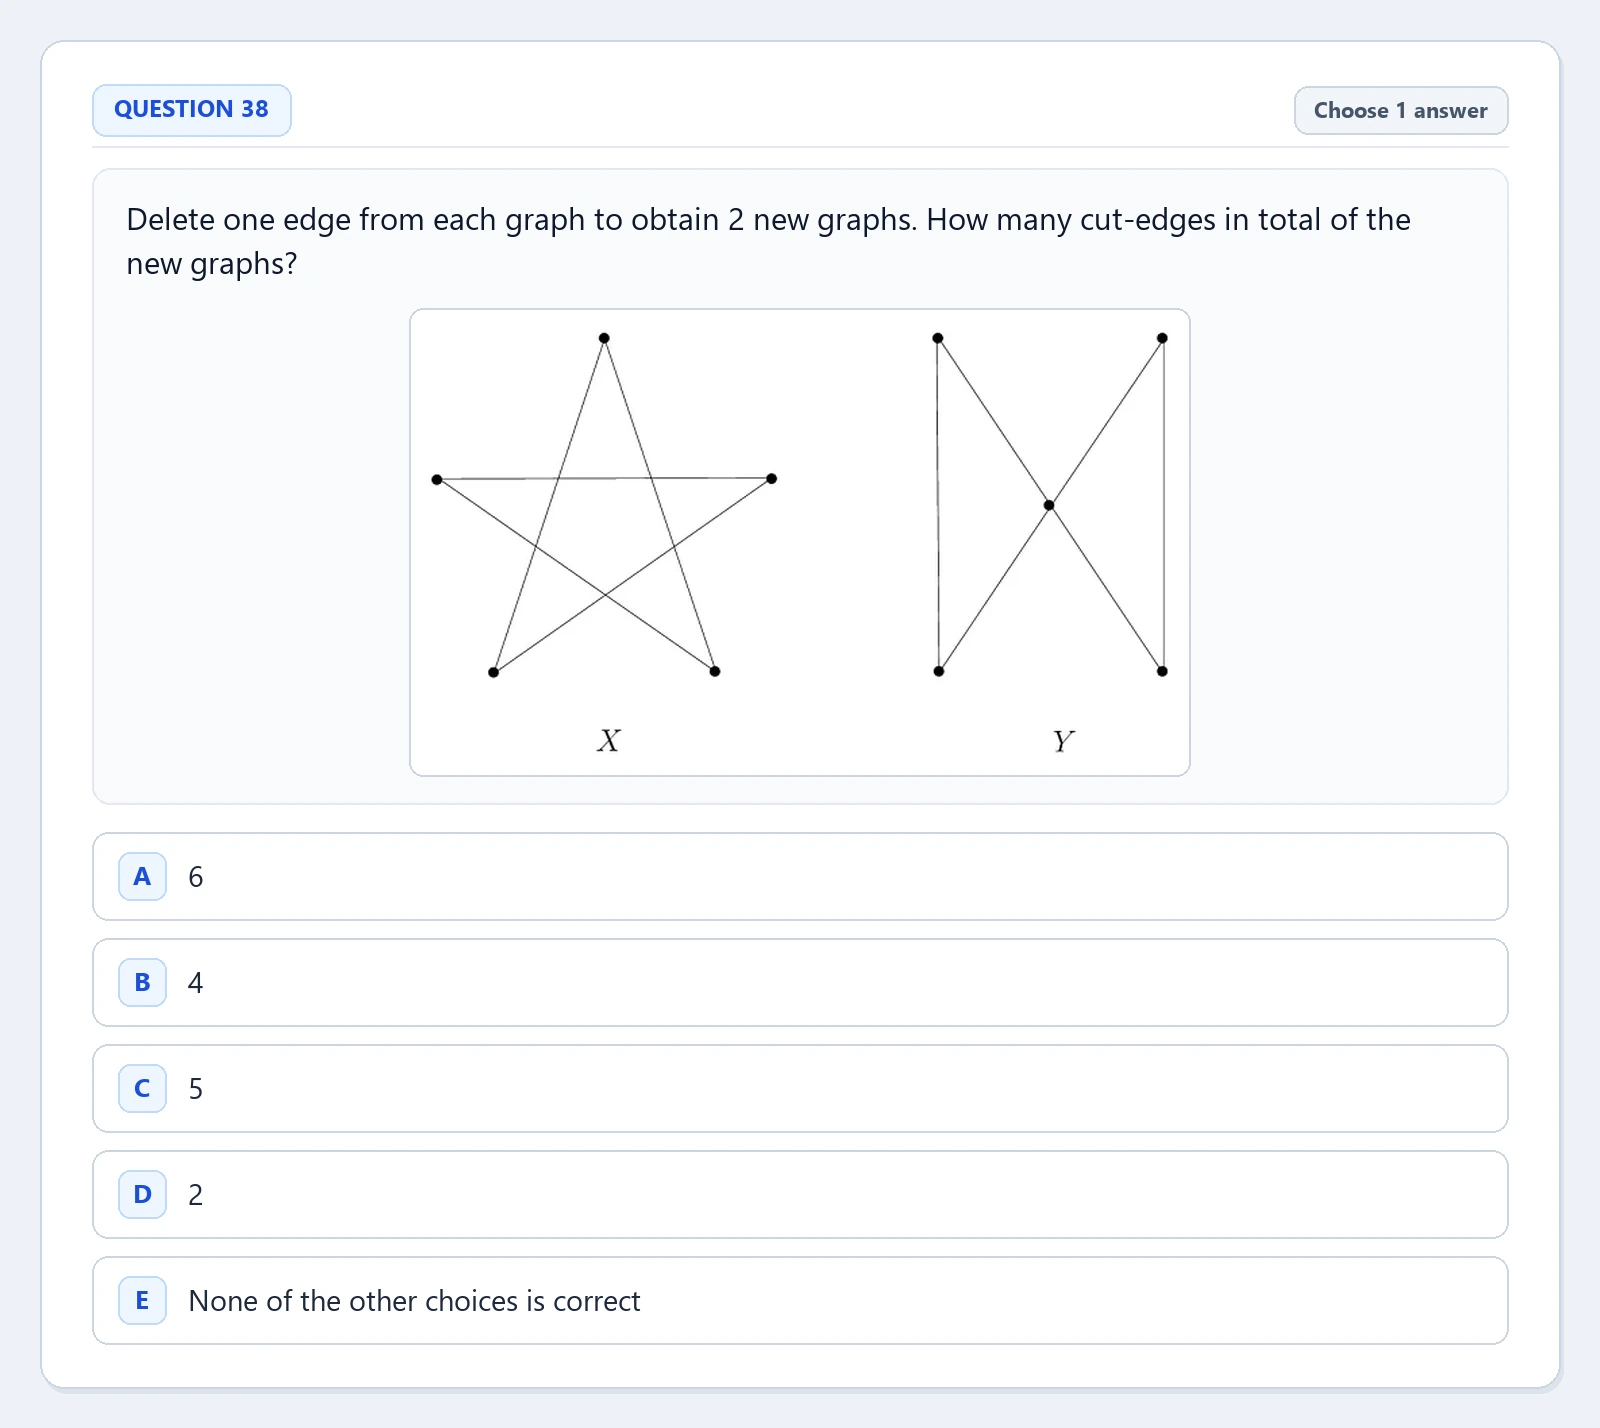 QUESTION 38
Choose 1 answer
Delete one edge from each graph to obtain 2 new graphs. How many cut-edges in total of the
new graphs?
X
Y
A 6
B 4
C 5
D 2
E None of the other choices is correct